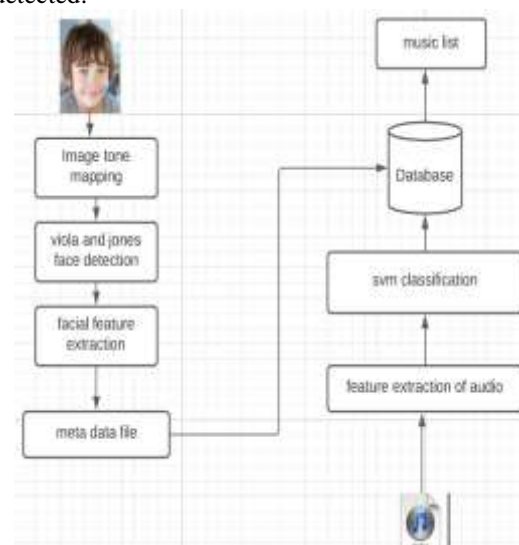 detected.
music list
Image tone
mapping
Database
viola and jones
face detection
svm classification
facial feature
extraction
feature extraction of audio
meta data file